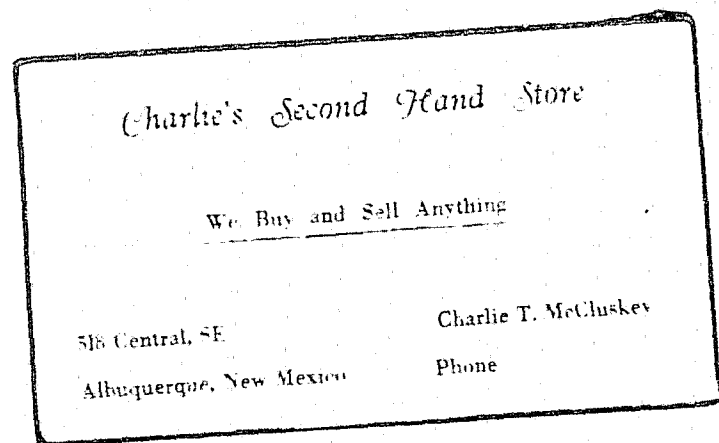 Charlie's Second Hand Store
We Buy and Sell Anything
518 Central, SE
Albuquerque, New Mexico
Charlie T. McCluskey
Phone